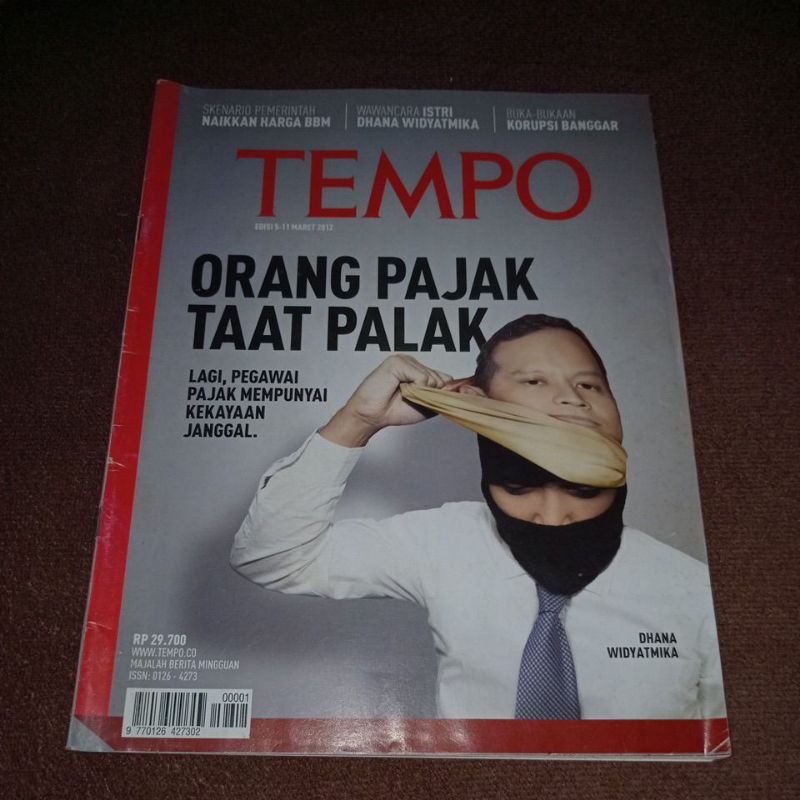 SKENARIO PEMERINTAH
NAIKKAN HARGA BBM
WAWANCARA ISTRI
DHANA WIDYATMIKA
BUKA-BUKAAN
KORUPSI BANGGAR
TEMPO
EDISI 5-11 MARET 2012
ORANG PAJAK
TAAT PALAK
LAGI, PEGAWAI
PAJAK MEMPUNYAI
KEKAYAAN
JANGGAL.
DHANA
WIDYATMIKA
RP 29.700
WWW.TEMPO.CO
MAJALAH BERITA MINGGUAN
ISSN: 0126 - 4273
00001
9 770126 427302